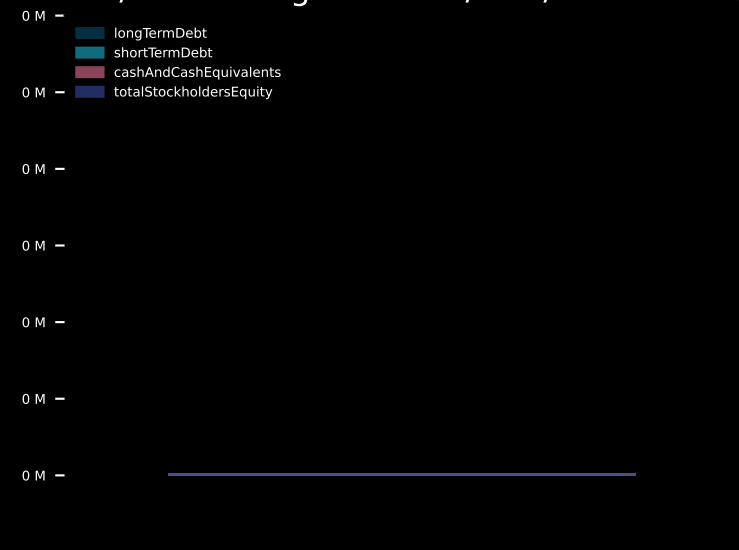 0 M
longTermDebt
shortTermDebt
cashAndCashEquivalents
0 M
totalStockholdersEquity
0 M
0 M
0 M
0 M
0 M